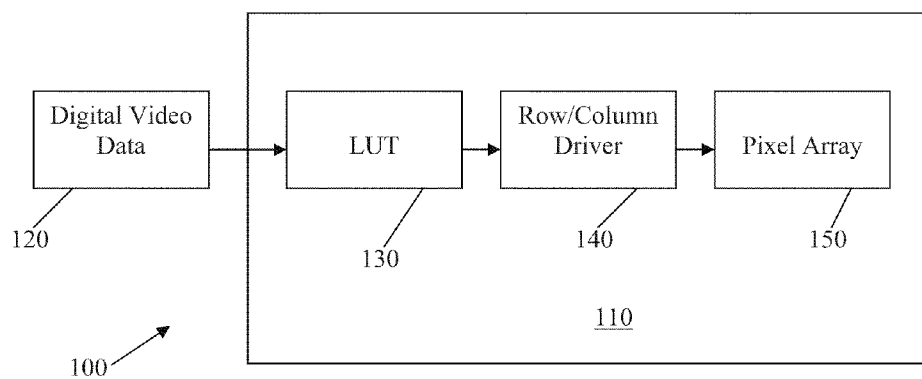 Digital Video
Data
LUT
Row/Column
Driver
Pixel Array
120
130
140
150
110
100